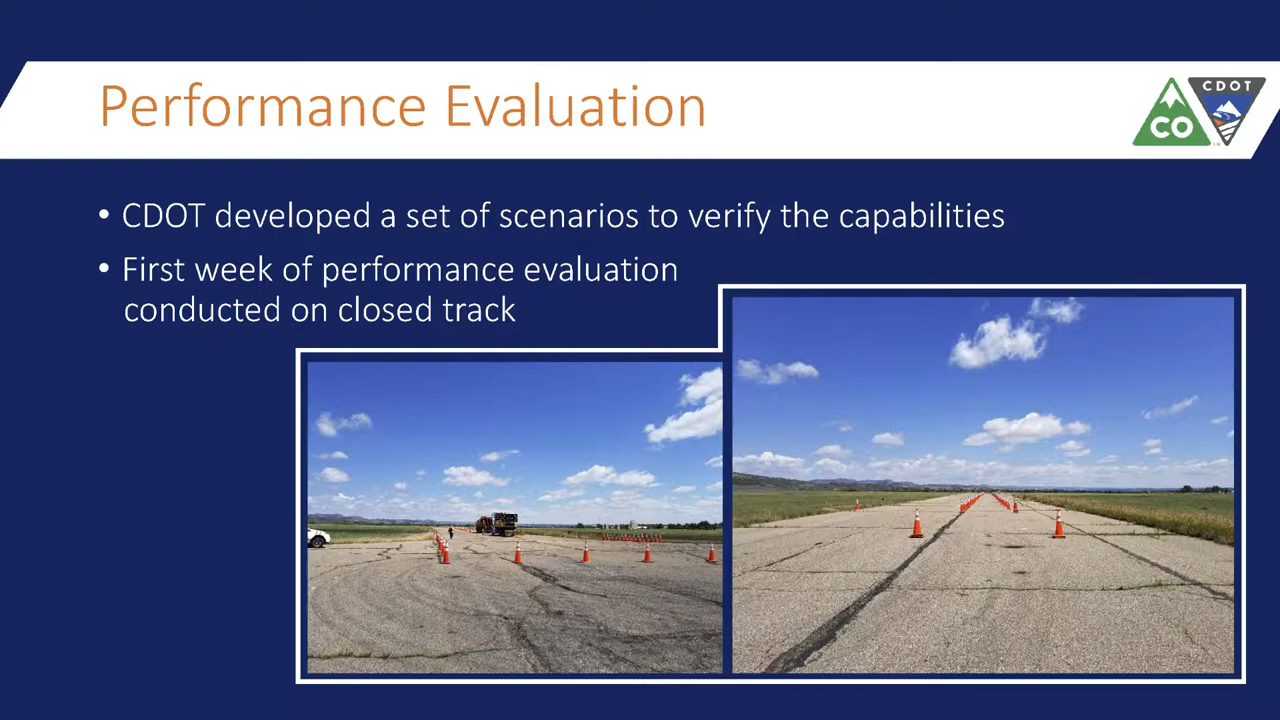 Performance Evaluation
CDOT
CO
• CDOT developed a set of scenarios to verify the capabilities
• First week of performance evaluation
conducted on closed track